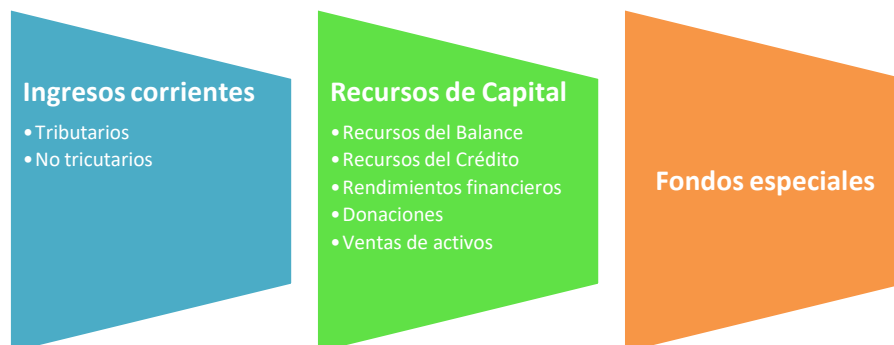 Ingresos corrientes
•Tributarios
•No tricutarios
Recursos de Capital
•Recursos del Balance
•Recursos del Crédito
•Rendimientos financieros
•Donaciones
•Ventas de activos
Fondos especiales